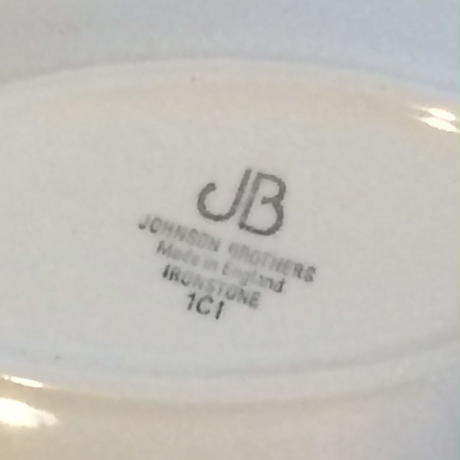 JB
JOHNSON BROTHERS
Made in England
IRONSTONE
1C1